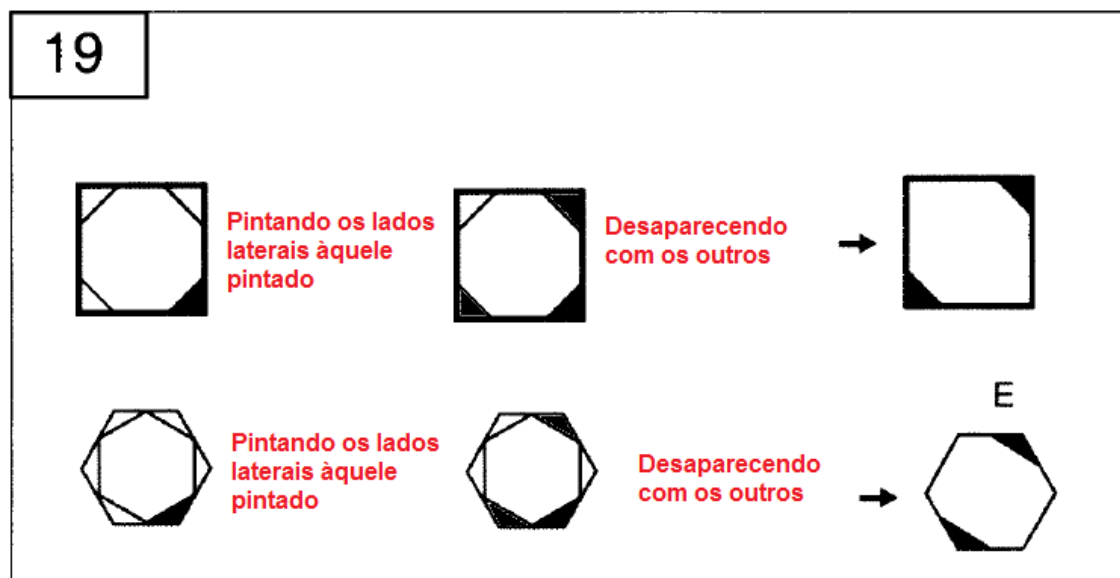 19
Pintando os lados
laterais àquele
pintado
Desaparecendo
com os outros
E
Pintando os lados
laterais àquele
pintado
Desaparecendo
com os outros